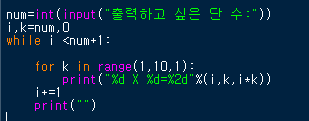 num=int(input("출력하고 싶은 단 수:"))
i,k=num,0
while i <num+1:
    for k in range(1,10,1):
        print("%d X %d=%2d"%(i,k,i*k))
    i+=1
    print("")